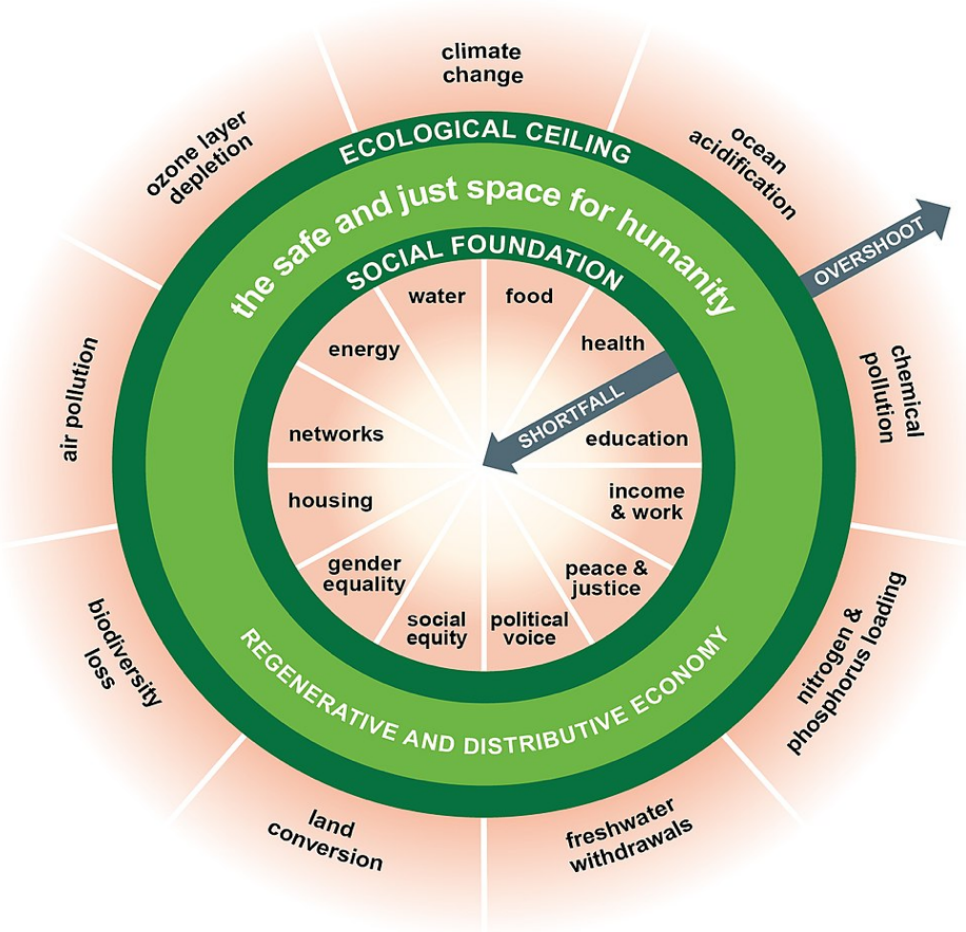 climate
change
ocean
acidification
OVERSHOOT
chemical
pollution
nitrogen &
phosphorus loading
freshwater
withdrawals
land
conversion
biodiversity
loss
air pollution
ozone layer
depletion
ECOLOGICAL CEILING
the safe and just space for humanity
SOCIAL FOUNDATION
water
food
health
SHORTFALL
education
income
& work
peace &
justice
political
voice
social
equity
gender
equality
housing
networks
energy
REGENERATIVE AND DISTRIBUTIVE ECONOMY